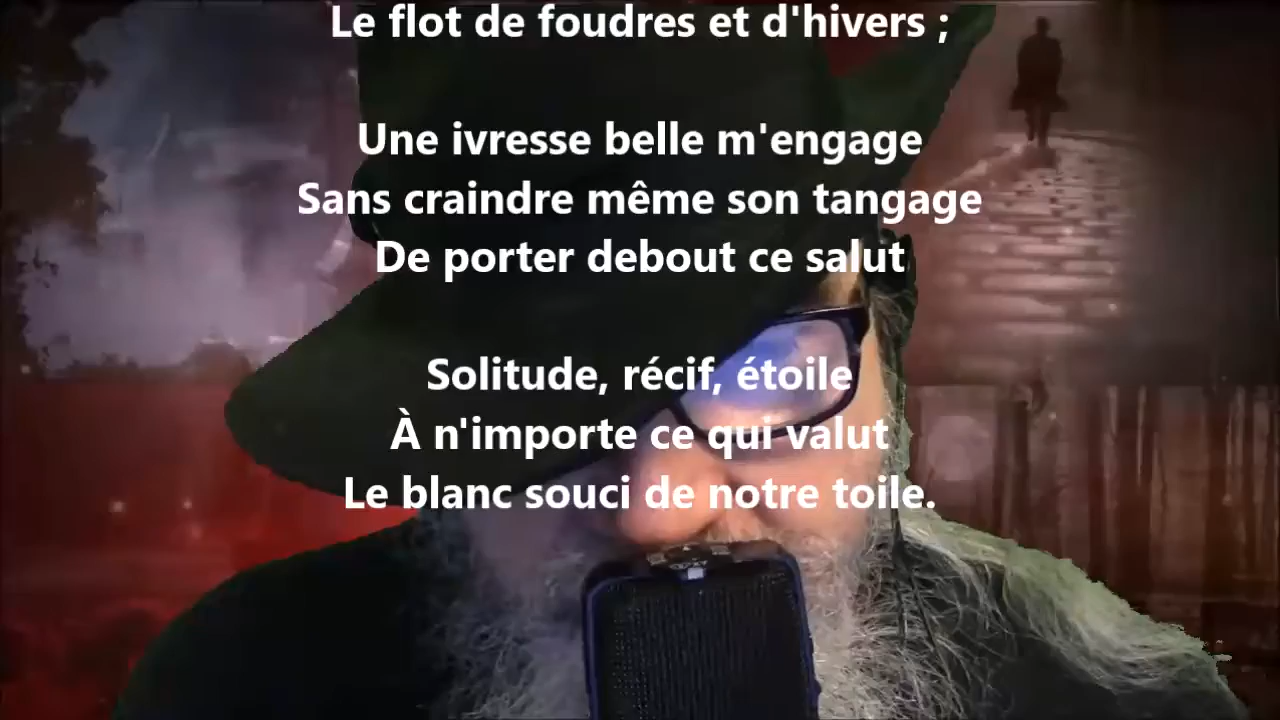 Le flot de foudres et d'hivers ;
Une ivresse belle m'engage
Sans craindre même son tangage
De porter debout ce salut
Solitude, récif, étoile
À n'importe ce qui valut
Le blanc souci de notre toile.